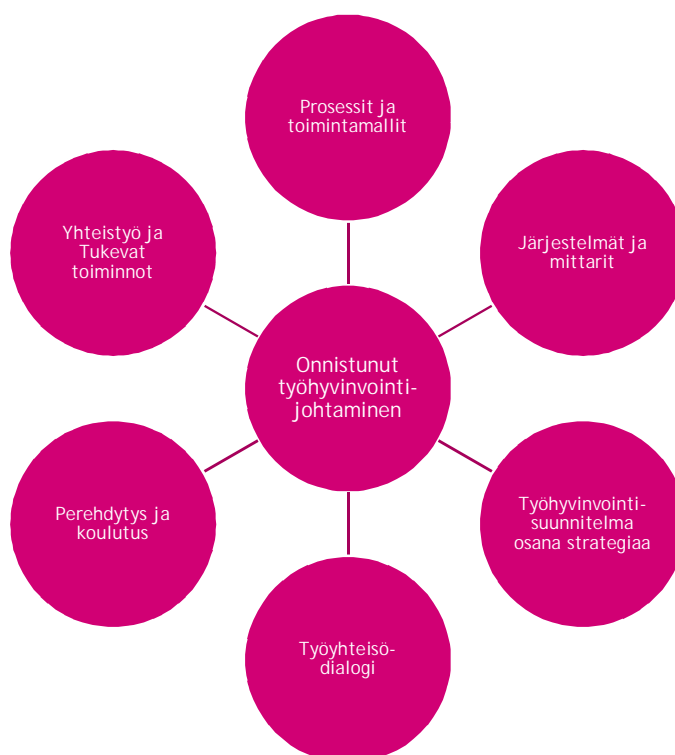 Prosessit ja
toimintamallit
Yhteistyö ja
Tukevat
toiminnot
Järjestelmät ja
mittarit
Onnistunut
työhyvinvointi-
johtaminen
Perehdytys ja
koulutus
Työhyvinvointi-
suunnitelma
osana strategiaa
Työyhteisö-
dialogi